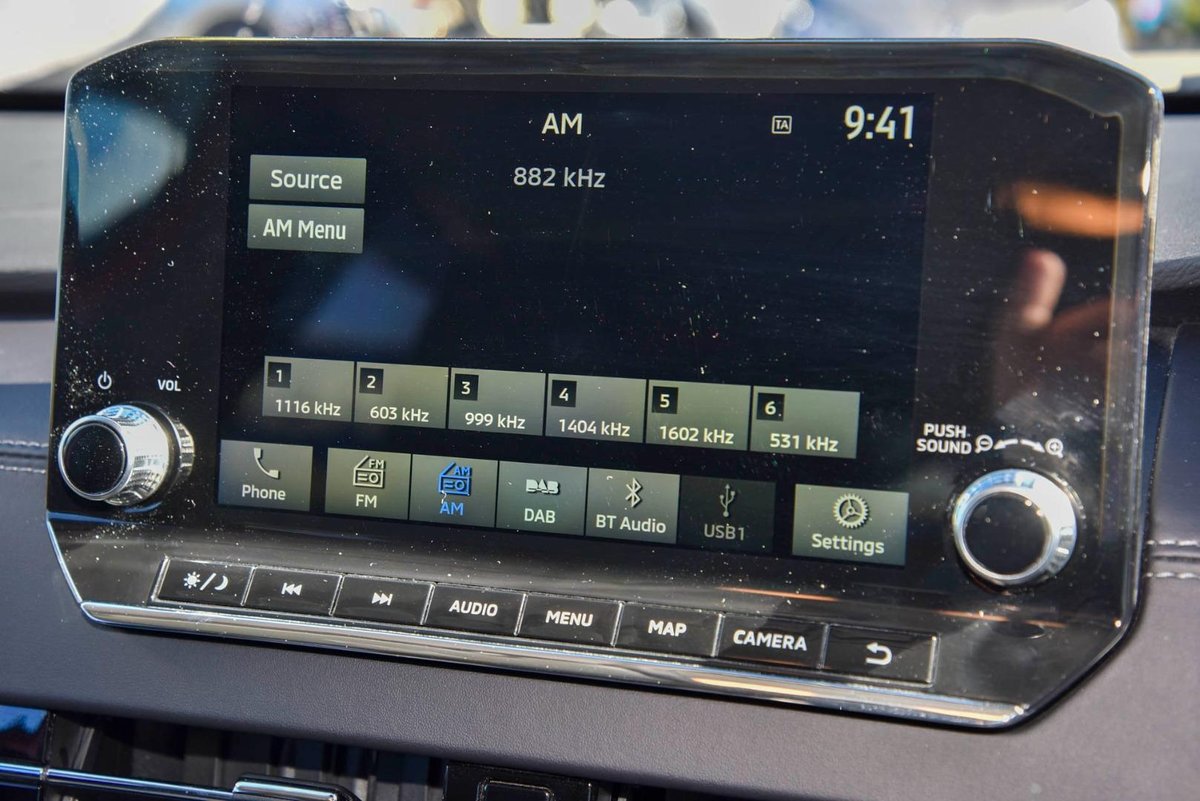 AM
TA
9:41
882 kHz
Source
AM Menu
1
1116 kHz
2
603 kHz
3
999 kHz
4
1404 kHz
5
1602 kHz
6
531 kHz
VOL
PUSH
SOUND
Phone
FM
FM
AM
AM
DAB
DAB
BT Audio
USB1
Settings
AUDIO
MENU
MAP
CAMERA